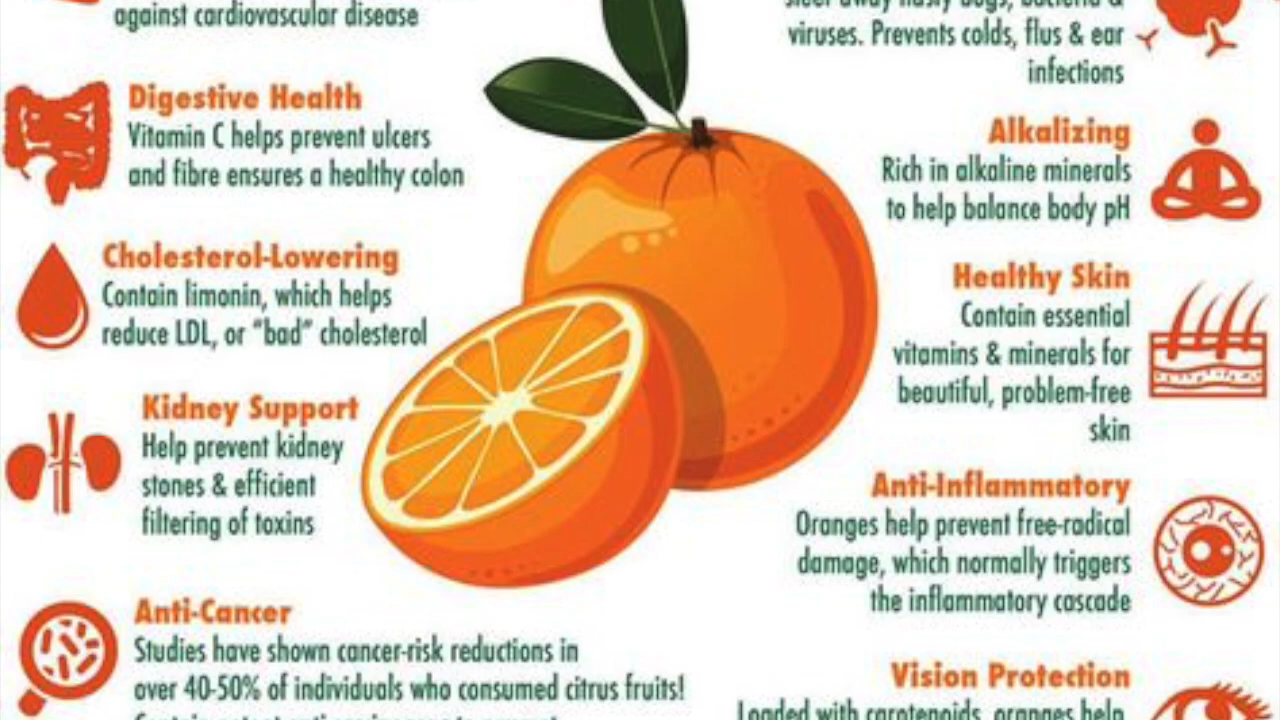 against cardiovascular disease
Digestive Health
Vitamin C helps prevent ulcers
and fibre ensures a healthy colon
Cholesterol-Lowering
Contain limonin, which helps
reduce LDL, or “bad” cholesterol
Kidney Support
Help prevent kidney
stones & efficient
filtering of toxins
Anti-Cancer
Studies have shown cancer-risk reductions in
over 40-50% of individuals who consumed citrus fruits!
viruses. Prevents colds, flus & ear
infections
Alkalizing
Rich in alkaline minerals
to help balance body pH
Healthy Skin
Contain essential
vitamins & minerals for
beautiful, problem-free
skin
Anti-Inflammatory
Oranges help prevent free-radical
damage, which normally triggers
the inflammatory cascade
Vision Protection
Loaded with carotenoids, oranges help